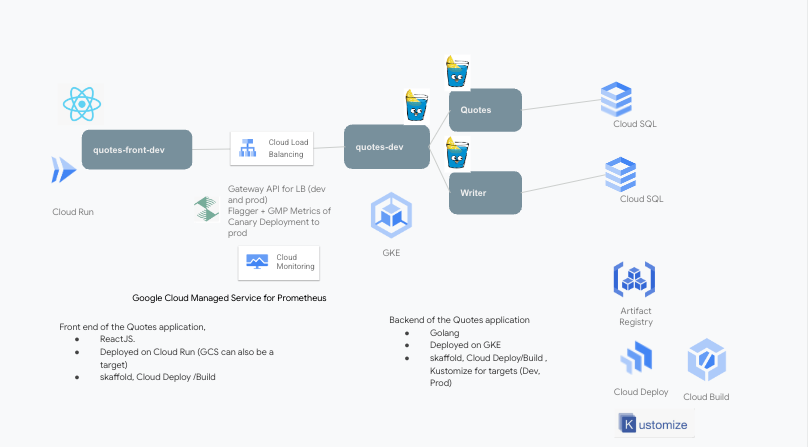 Quotes
Cloud SQL
quotes-front-dev
Cloud Load
Balancing
quotes-dev
Writer
Cloud SQL
Cloud Run
Gateway API for LB (dev
and prod)
Flagger + GMP Metrics of
Canary Deployment to
prod
GKE
Cloud
Monitoring
Google Cloud Managed Service for Prometheus
Artifact
Registry
Front end of the Quotes application,
● ReactJS.
● Deployed on Cloud Run (GCS can also be a
target)
● skaffold, Cloud Deploy /Build
Backend of the Quotes application
● Golang
● Deployed on GKE
● skaffold, Cloud Deploy/Build ,
Kustomize for targets (Dev,
Prod)
Cloud Deploy
Cloud Build
Kustomize